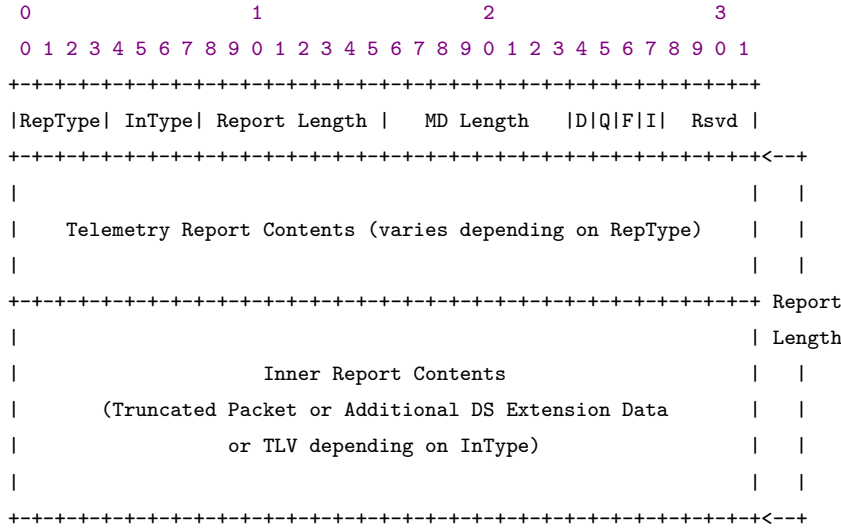 0                   1                   2                   3
 0 1 2 3 4 5 6 7 8 9 0 1 2 3 4 5 6 7 8 9 0 1 2 3 4 5 6 7 8 9 0 1
+-+-+-+-+-+-+-+-+-+-+-+-+-+-+-+-+-+-+-+-+-+-+-+-+-+-+-+-+-+-+-+-+
|RepType| InType| Report Length |   MD Length   |D|Q|F|I|  Rsvd |
+-+-+-+-+-+-+-+-+-+-+-+-+-+-+-+-+-+-+-+-+-+-+-+-+-+-+-+-+-+-+-+-+<--+
|                                                               |   |
|    Telemetry Report Contents (varies depending on RepType)    |   |
|                                                               |   |
+-+-+-+-+-+-+-+-+-+-+-+-+-+-+-+-+-+-+-+-+-+-+-+-+-+-+-+-+-+-+-+-+ Report
|                                                               | Length
|                     Inner Report Contents                     |   |
|       (Truncated Packet or Additional DS Extension Data       |   |
|                  or TLV depending on InType)                  |   |
|                                                               |   |
+-+-+-+-+-+-+-+-+-+-+-+-+-+-+-+-+-+-+-+-+-+-+-+-+-+-+-+-+-+-+-+-+<--+